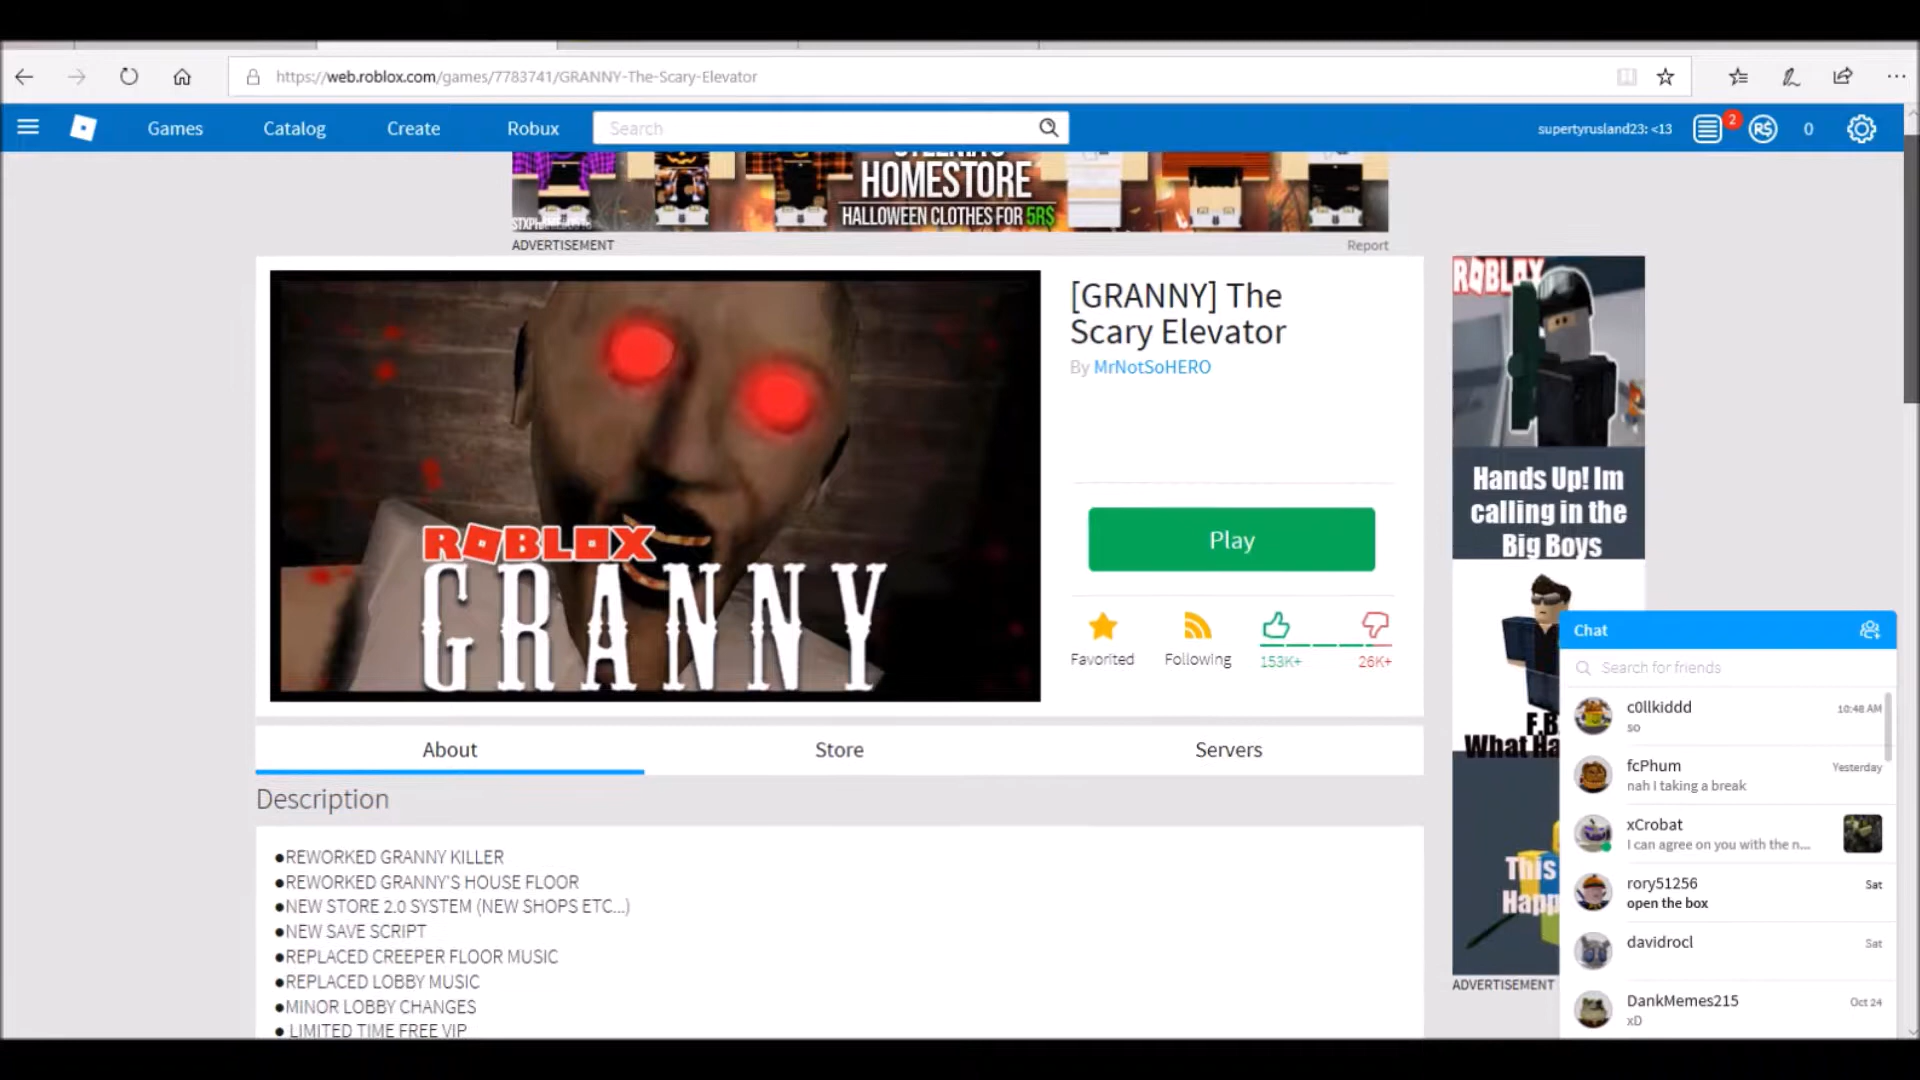 https://web.roblox.com/games/7783741/GRANNY-The-Scary-Elevator
Games
Catalog
Create
Robux
Search
supertyrusland23: <13
2
R$
0
HOMESTORE
HALLOWEEN CLOTHES FOR 5R$
ADVERTISEMENT
Report
ROBLOX
GRANNY
[GRANNY] The
Scary Elevator
By MrNotSoHERO
Play
Favorited
Following
153K+
26K+
ROBLOX
Hands Up! Im
calling in the
Big Boys
F.B
What Ha
This
Happ
ADVERTISEMENT
About
Store
Servers
Description
●REWORKED GRANNY KILLER
●REWORKED GRANNY'S HOUSE FLOOR
●NEW STORE 2.0 SYSTEM (NEW SHOPS ETC...)
●NEW SAVE SCRIPT
●REPLACED CREEPER FLOOR MUSIC
●REPLACED LOBBY MUSIC
●MINOR LOBBY CHANGES
● LIMITED TIME FREE VIP
Chat
Search for friends
c0llkiddd
10:48 AM
so
fcPhum
Yesterday
nah I taking a break
xCrobat
I can agree on you with the n...
rory51256
Sat
open the box
davidrocl
Sat
DankMemes215
Oct 24
xD